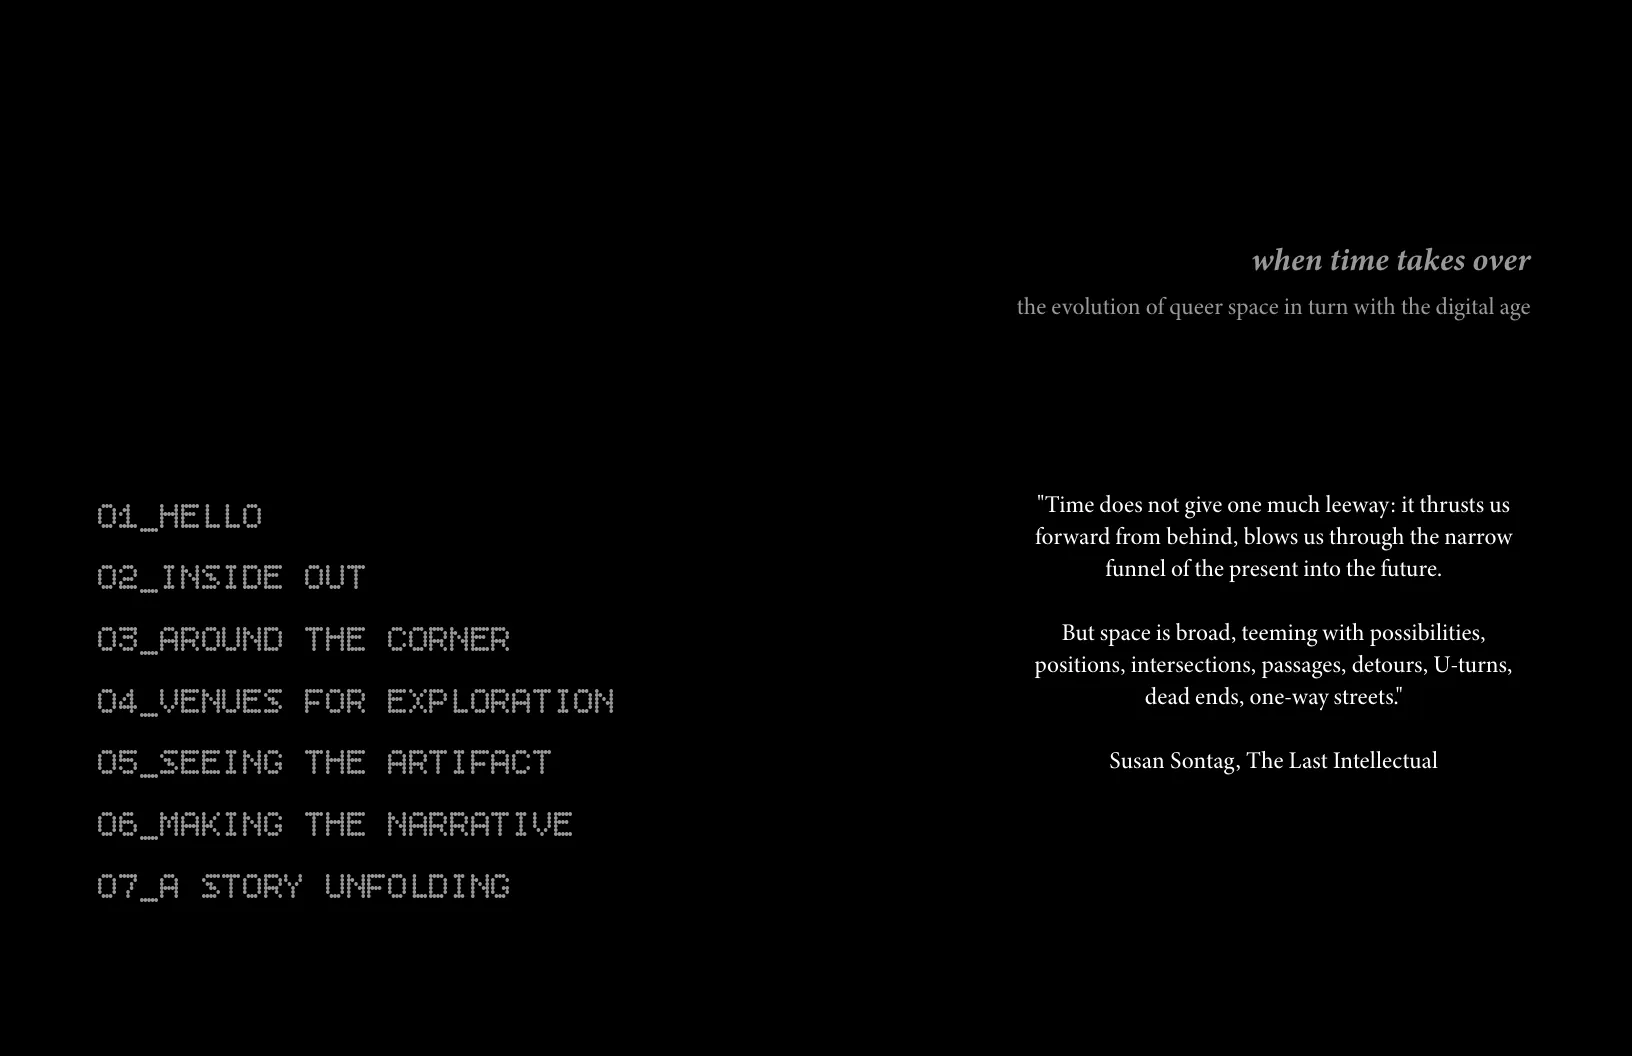 when time takes over
the evolution of queer space in turn with the digital age
01_HELLO
02_INSIDE OUT
03_AROUND THE CORNER
04_VENUES FOR EXPLORATION
05_SEEING THE ARTIFACT
06_MAKING THE NARRATIVE
07_A STORY UNFOLDING
"Time does not give one much leeway: it thrusts us
forward from behind, blows us through the narrow
funnel of the present into the future.
But space is broad, teeming with possibilities,
positions, intersections, passages, detours, U-turns,
dead ends, one-way streets."
Susan Sontag, The Last Intellectual